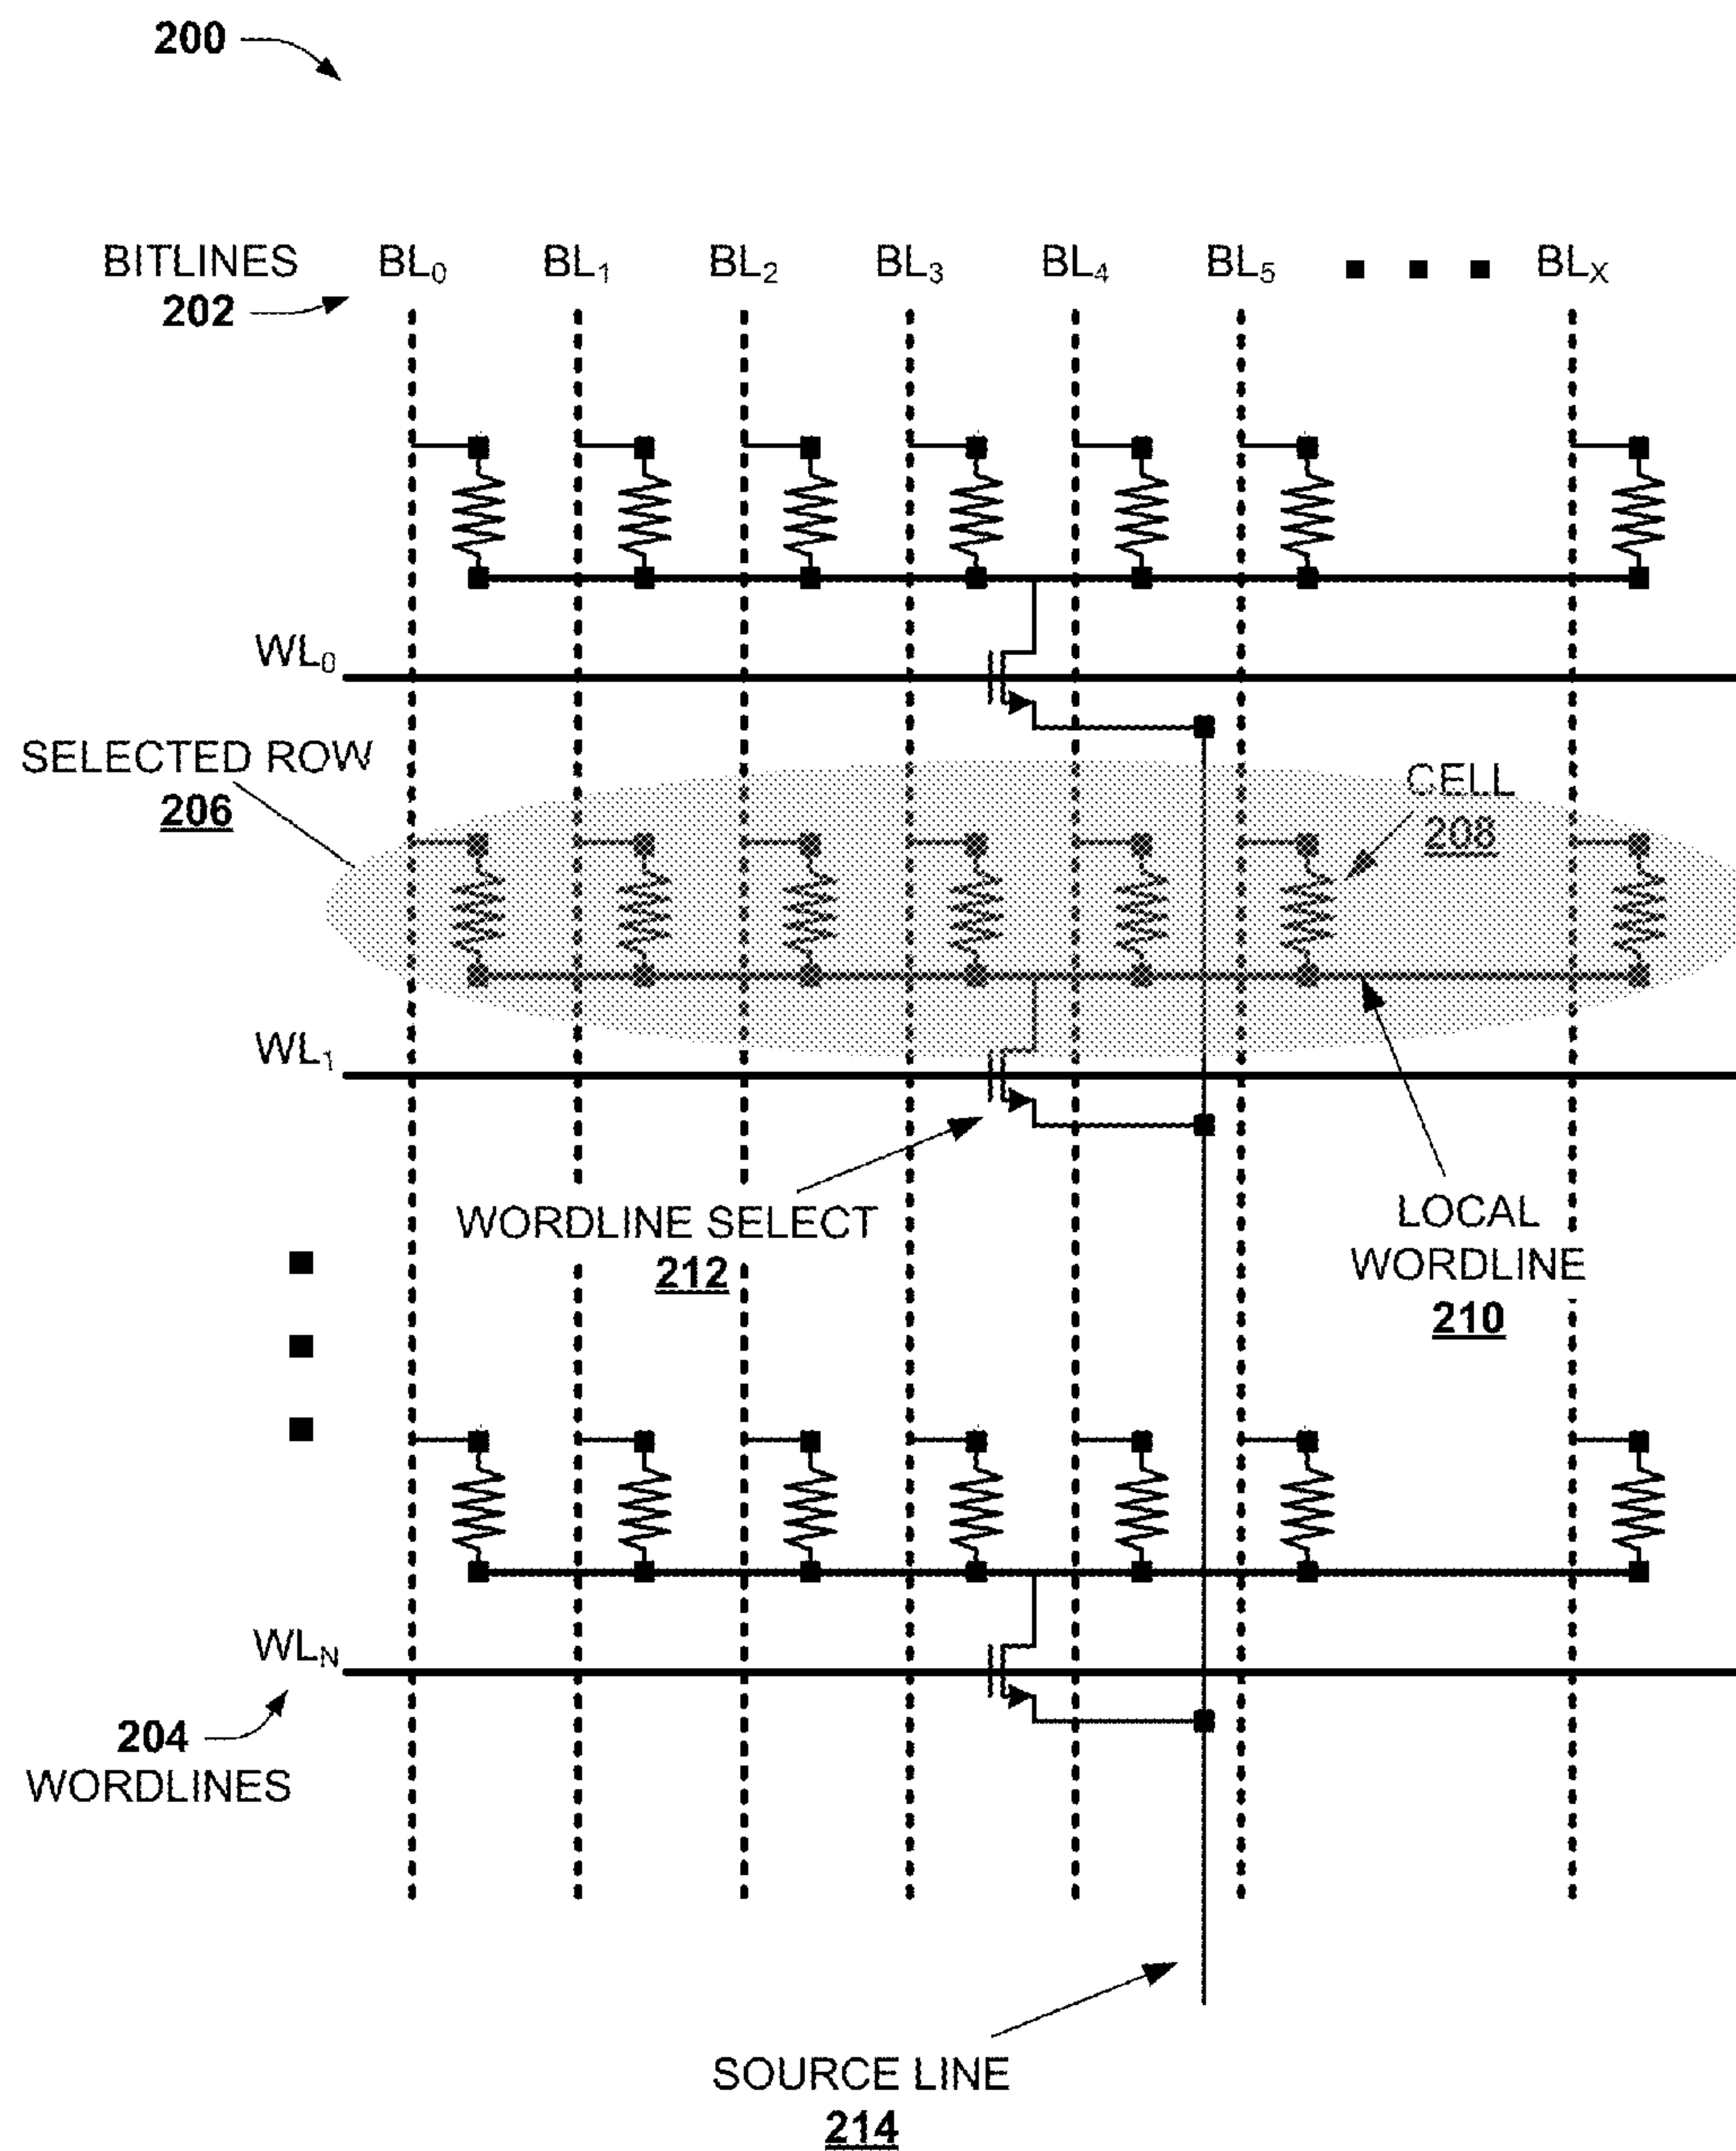 200
BITLINES
202
BL₀ BL₁ BL₂ BL₃ BL₄ BL₅ BLₓ
WL₀
SELECTED ROW
206
CELL
208
WL₁
WORDLINE SELECT
212
LOCAL
WORDLINE
210
WL_N
204
WORDLINES
SOURCE LINE
214